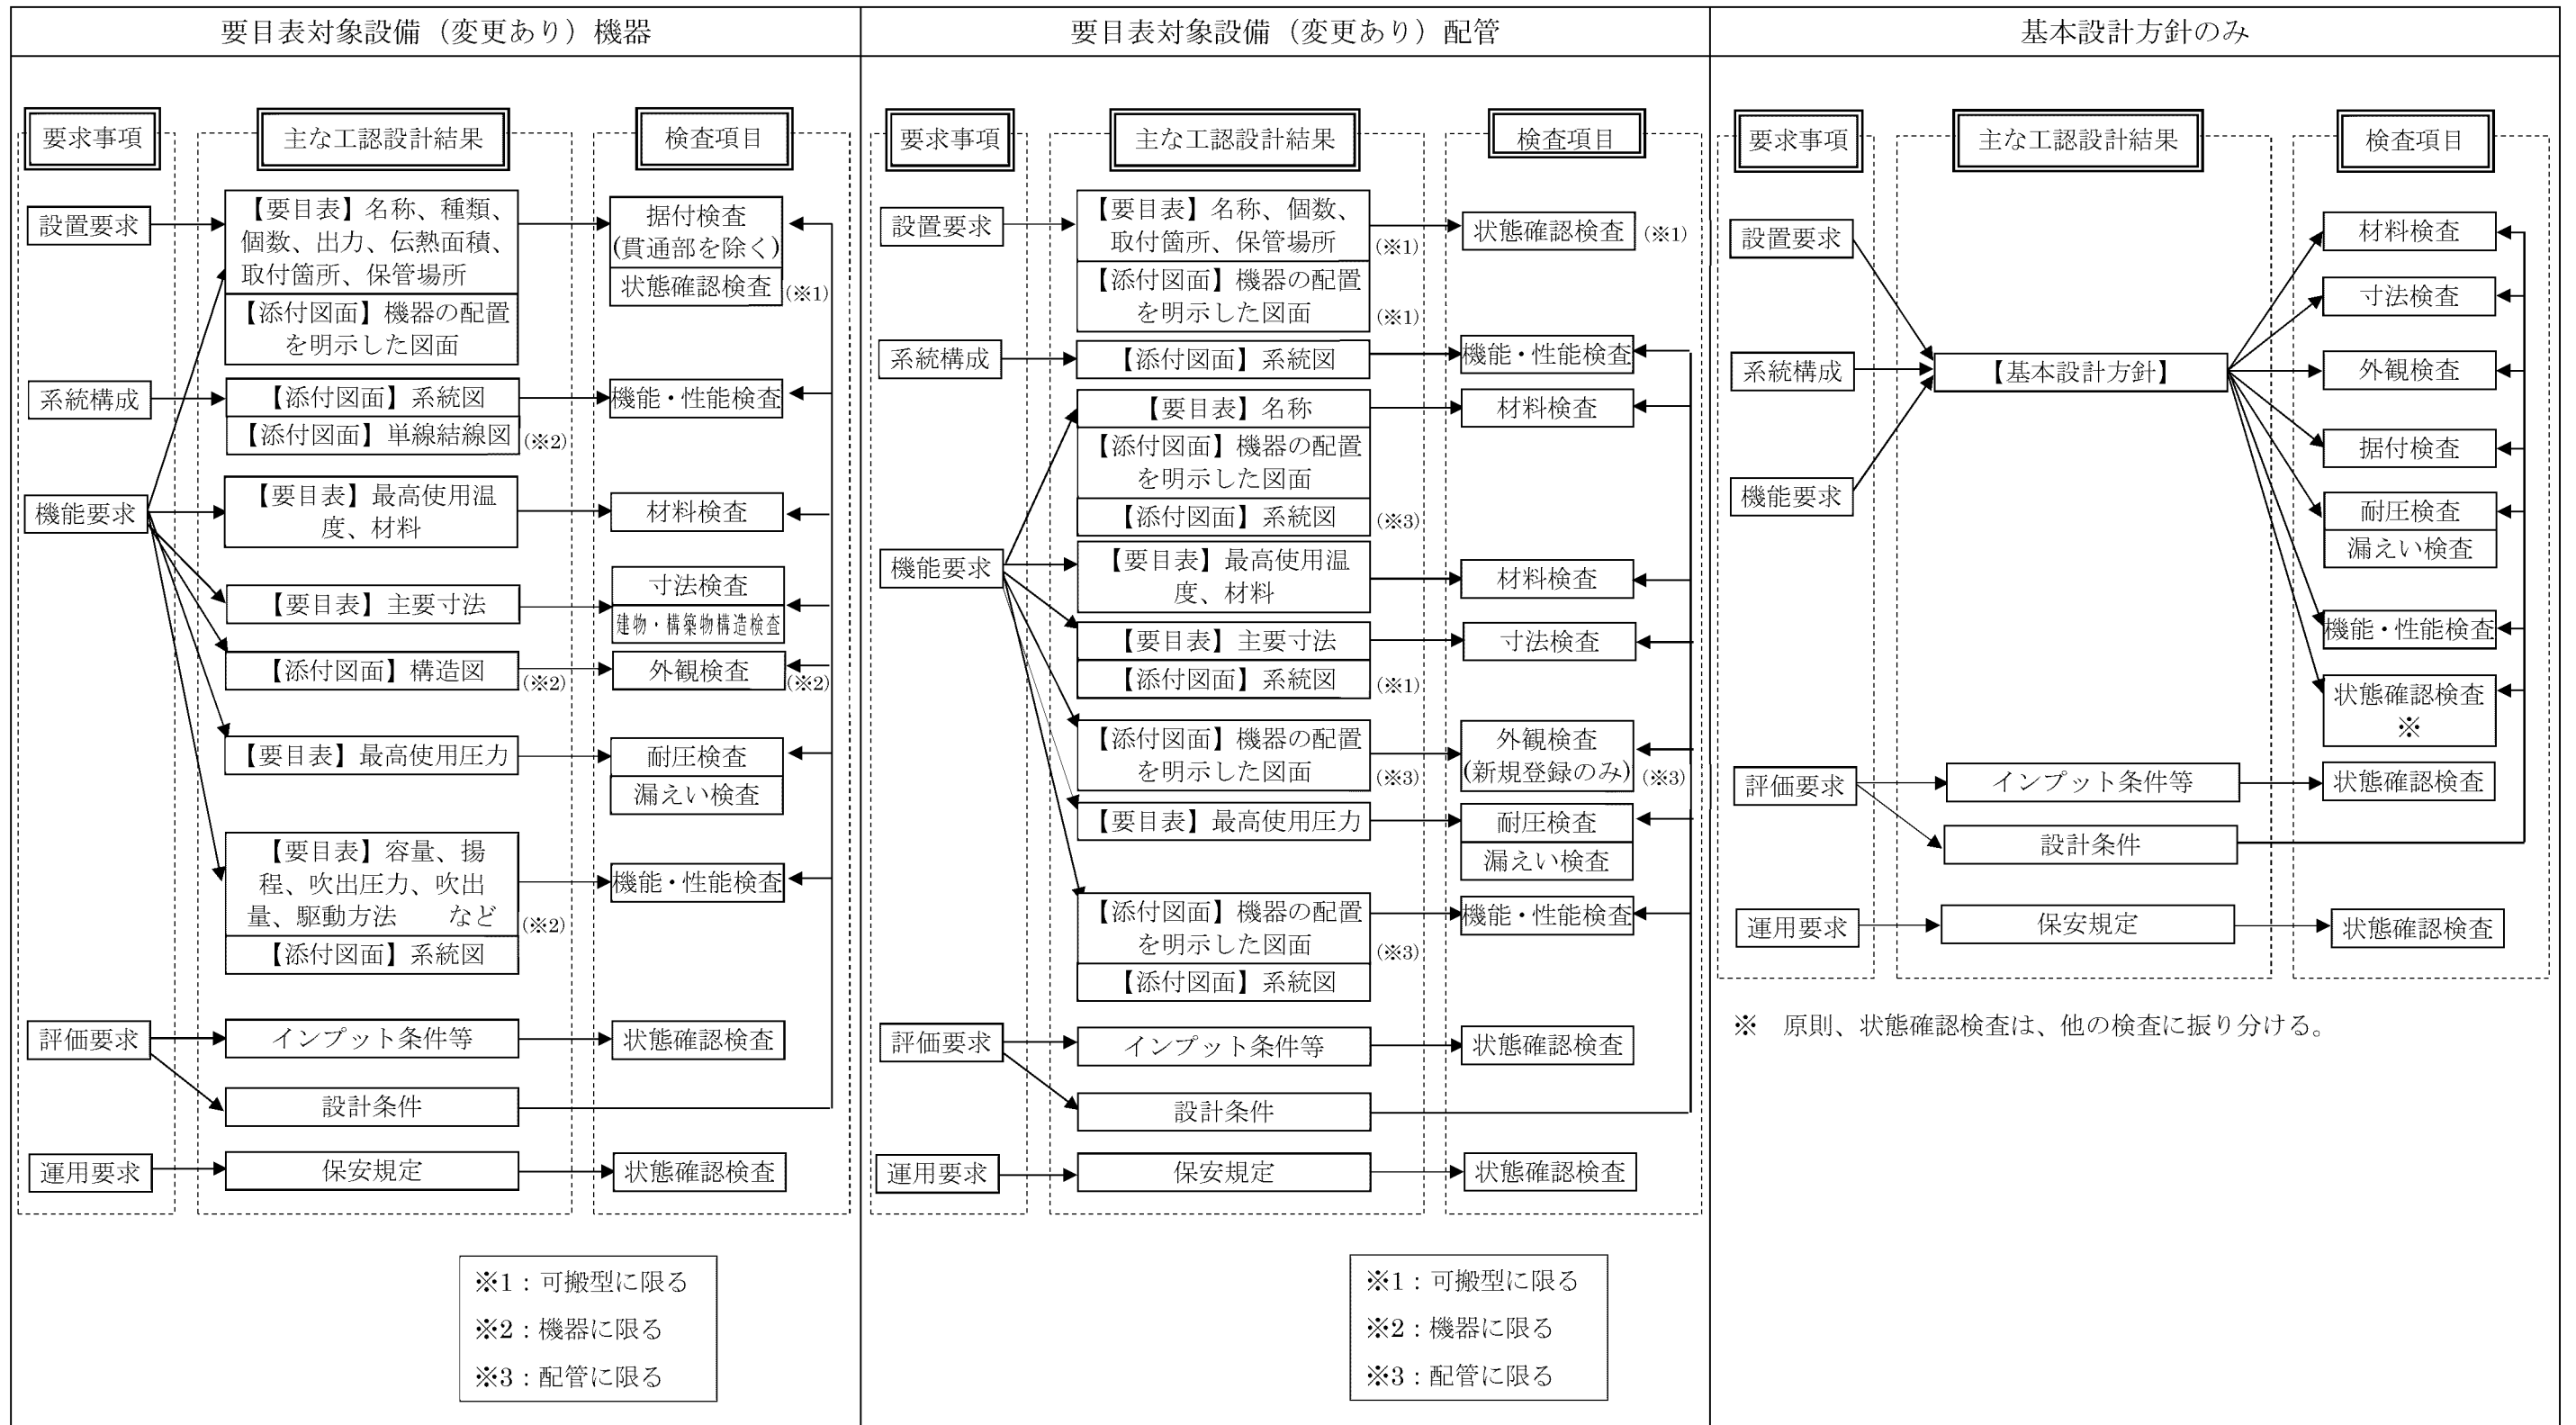 要目表対象設備（変更あり）機器
要求事項
主な工認設計結果
検査項目
設置要求
【要目表】名称、種類、
個数、出力、伝熱面積、
取付箇所、保管場所
【添付図面】機器の配置
を明示した図面
据付検査
(貫通部を除く)
状態確認検査
(※1)
系統構成
【添付図面】系統図
【添付図面】単線結線図
(※2)
機能・性能検査
機能要求
【要目表】最高使用温
度、材料
材料検査
【要目表】主要寸法
寸法検査
建物・構築物構造検査
【添付図面】構造図
(※2)
外観検査
(※2)
【要目表】最高使用圧力
耐圧検査
漏えい検査
【要目表】容量、揚
程、吹出圧力、吹出
量、駆動方法　　など
(※2)
【添付図面】系統図
機能・性能検査
評価要求
インプット条件等
状態確認検査
設計条件
運用要求
保安規定
状態確認検査
※1：可搬型に限る
※2：機器に限る
※3：配管に限る
要目表対象設備（変更あり）配管
要求事項
主な工認設計結果
検査項目
設置要求
【要目表】名称、個数、
取付箇所、保管場所
(※1)
【添付図面】機器の配置
を明示した図面
(※1)
状態確認検査
(※1)
系統構成
【添付図面】系統図
機能・性能検査
【要目表】名称
【添付図面】機器の配置
を明示した図面
【添付図面】系統図
(※3)
材料検査
機能要求
【要目表】最高使用温
度、材料
材料検査
【要目表】主要寸法
【添付図面】系統図
(※1)
寸法検査
【添付図面】機器の配置
を明示した図面
(※3)
外観検査
(新規登録のみ)
(※3)
【要目表】最高使用圧力
耐圧検査
漏えい検査
【添付図面】機器の配置
を明示した図面
(※3)
【添付図面】系統図
機能・性能検査
評価要求
インプット条件等
状態確認検査
設計条件
運用要求
保安規定
状態確認検査
※1：可搬型に限る
※2：機器に限る
※3：配管に限る
基本設計方針のみ
要求事項
主な工認設計結果
検査項目
設置要求
系統構成
機能要求
【基本設計方針】
材料検査
寸法検査
外観検査
据付検査
耐圧検査
漏えい検査
機能・性能検査
状態確認検査
※
評価要求
インプット条件等
状態確認検査
設計条件
運用要求
保安規定
状態確認検査
※　原則、状態確認検査は、他の検査に振り分ける。